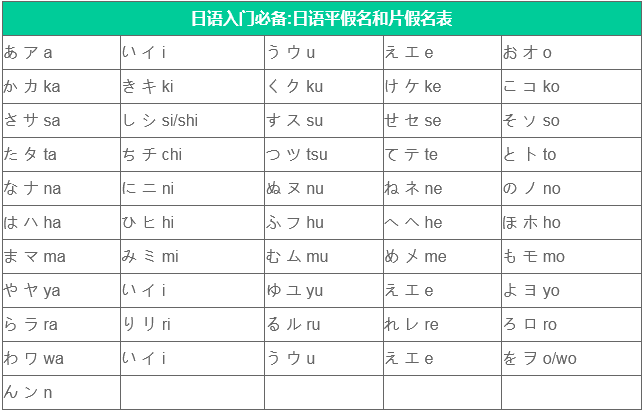 日语入门必备:日语平假名和片假名表
あ ア a い イ i う ウ u え エ e お オ o
か カ ka き キ ki く ク ku け ケ ke こ コ ko
さ サ sa し シ si/shi す ス su せ セ se そ ソ so
た タ ta ち チ chi つ ツ tsu て テ te と ト to
な ナ na に ニ ni ぬ ヌ nu ね ネ ne の ノ no
は ハ ha ひ ヒ hi ふ フ hu へ ヘ he ほ ホ ho
ま マ ma み ミ mi む ム mu め メ me も モ mo
や ヤ ya い イ i ゆ ユ yu え エ e よ ヨ yo
ら ラ ra り リ ri る ル ru れ レ re ろ ロ ro
わ ワ wa い イ i う ウ u え エ e を ヲ o/wo
ん ン n